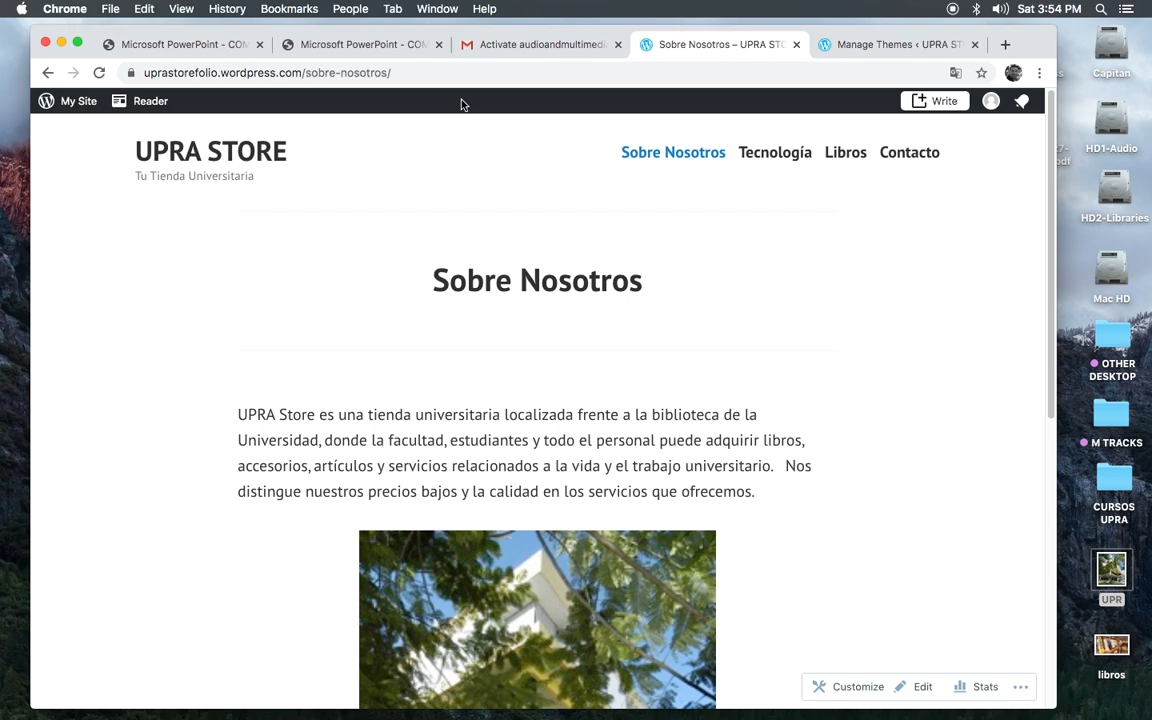 Chrome File Edit View History Bookmarks People Tab Window Help Sat 3:54 PM
Microsoft PowerPoint - COM Microsoft PowerPoint - COM Activate audioandmultimedi Sobre Nosotros – UPRA STO Manage Themes ‹ UPRA ST
uprastorefolio.wordpress.com/sobre-nosotros/
My Site Reader Write
UPRA STORE
Tu Tienda Universitaria
Sobre Nosotros Tecnología Libros Contacto
Sobre Nosotros
UPRA Store es una tienda universitaria localizada frente a la biblioteca de la
Universidad, donde la facultad, estudiantes y todo el personal puede adquirir libros,
accesorios, artículos y servicios relacionados a la vida y el trabajo universitario. Nos
distingue nuestros precios bajos y la calidad en los servicios que ofrecemos.
Customize Edit Stats
Capitan
HD1-Audio
HD2-Libraries
Mac HD
OTHER
DESKTOP
M TRACKS
CURSOS
UPRA
UPR
libros